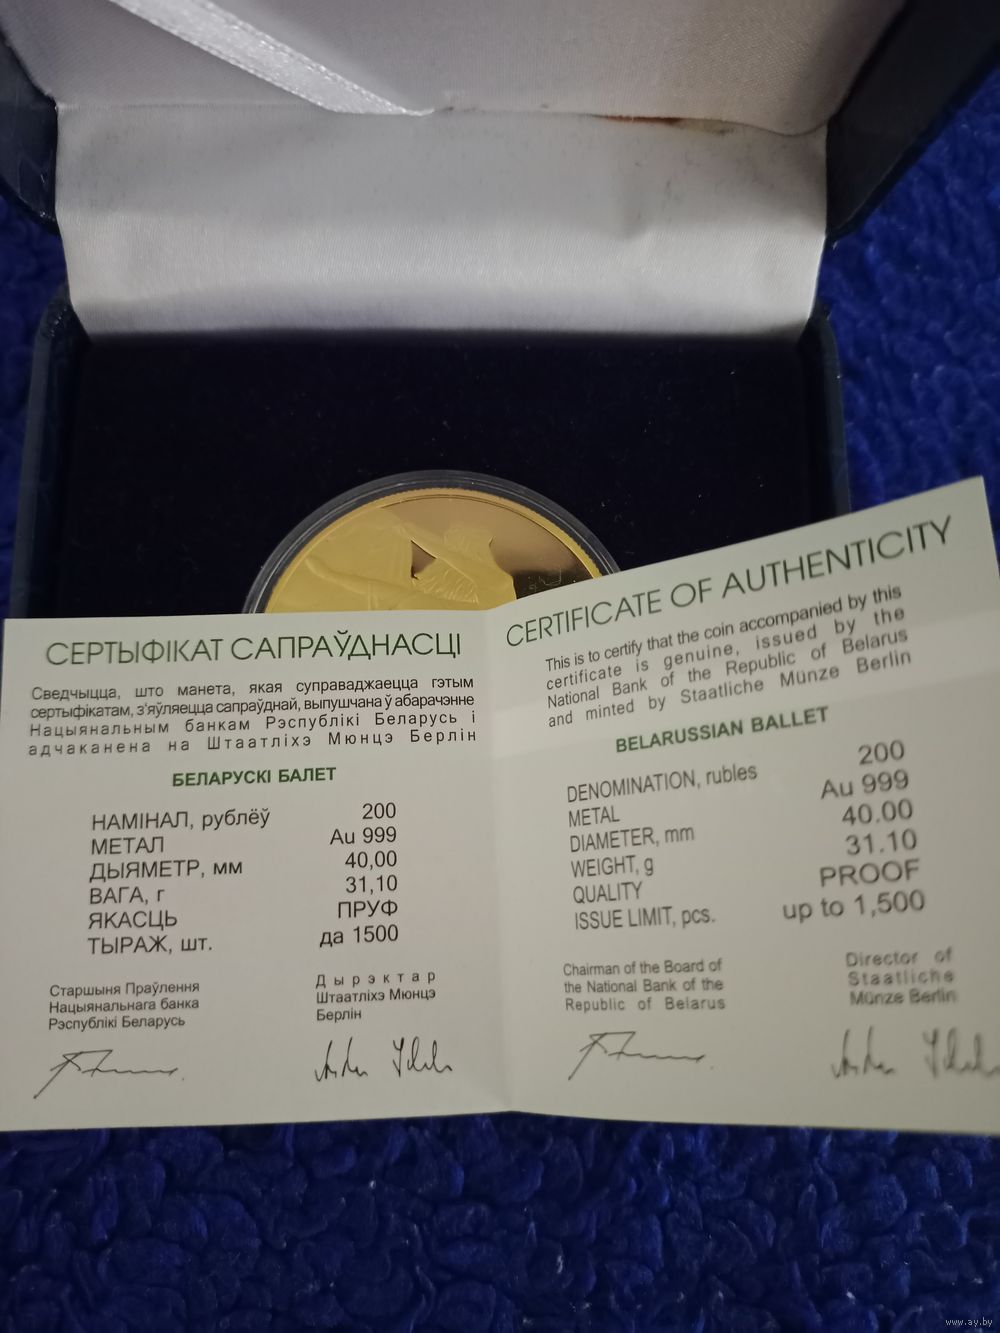 СЕРТЫФІКАТ САПРАЎДНАСЦІ
Сведчыцца, што манета, якая суправаджаецца гэтым
сертыфікатам, з'яўляецца сапраўднай, выпушчана ў абарачэнне
Нацыянальным банкам Рэспублікі Беларусь і
адчаканена на Штаатліхэ Мюнцэ Берлін
БЕЛАРУСКІ БАЛЕТ
НАМІНАЛ, рублёў 200
МЕТАЛ Au 999
ДЫЯМЕТР, мм 40,00
ВАГА, г 31,10
ЯКАСЦЬ ПРУФ
ТЫРАЖ, шт. да 1500
Старшыня Праўлення
Нацыянальнага банка
Рэспублікі Беларусь
Дырэктар
Штаатліхэ Мюнцэ
Берлін
CERTIFICATE OF AUTHENTICITY
This is to certify that the coin accompanied by this
certificate is genuine, issued by the
National Bank of the Republic of Belarus
and minted by Staatliche Münze Berlin
BELARUSSIAN BALLET
DENOMINATION, rubles 200
METAL Au 999
DIAMETER, mm 40.00
WEIGHT, g 31.10
QUALITY PROOF
ISSUE LIMIT, pcs. up to 1,500
Chairman of the Board of
the National Bank of the
Republic of Belarus
Director of
Staatliche
Münze Berlin
www.ay.by